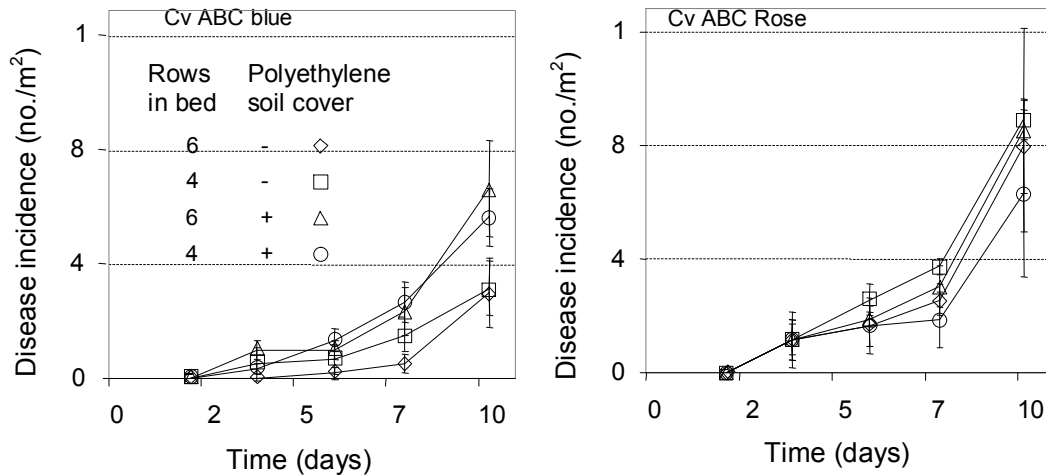 Cv ABC blue
Disease incidence (no./m²)
1
8
4
0
Rows in bed Polyethylene soil cover
6 -
4 -
6 +
4 +
0 2 5 7 10
Time (days)
Cv ABC Rose
Disease incidence (no./m²)
1
8
4
0
0 2 5 7 10
Time (days)